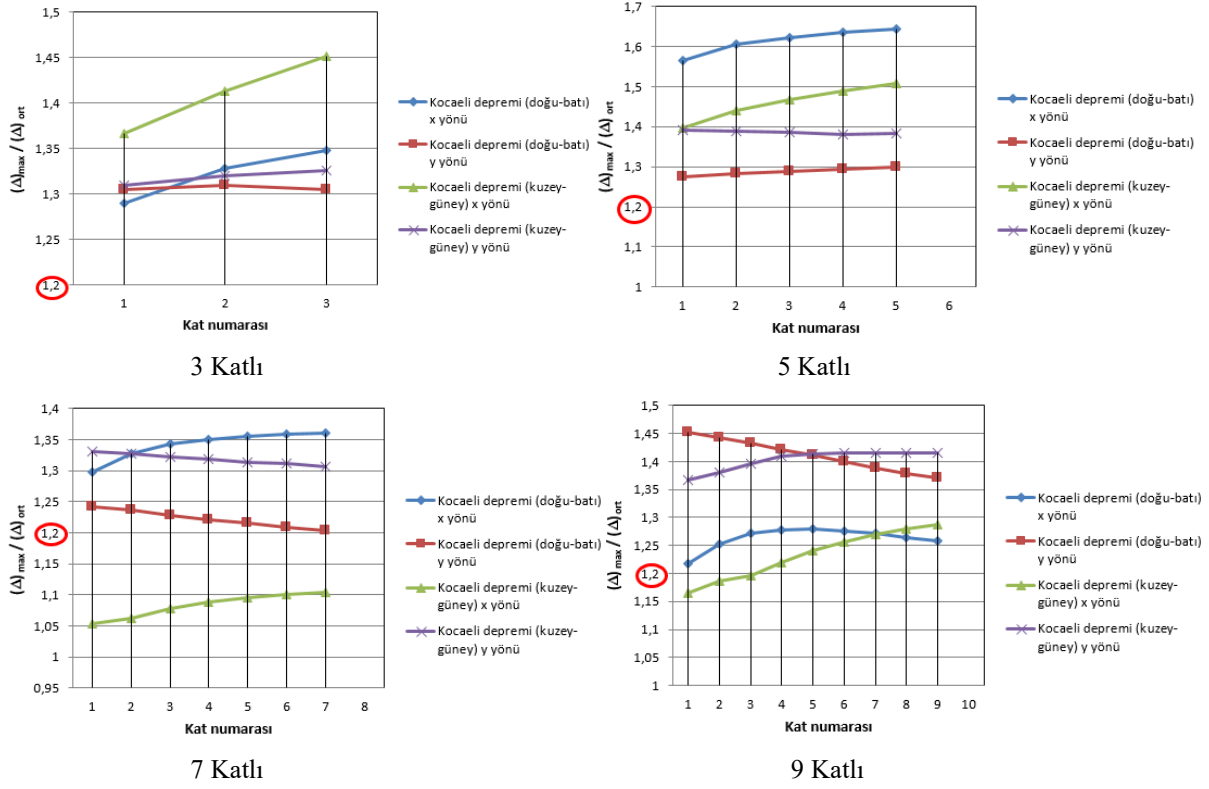 1,5
1,45
1,4
1,35
1,3
1,25
1,2
(Δ)max / (Δ) ort
1 2 3
Kat numarası
Kocaeli depremi (doğu-batı)
x yönü
Kocaeli depremi (doğu-batı)
y yönü
Kocaeli depremi (kuzey-
güney) x yönü
Kocaeli depremi (kuzey-
güney) y yönü
3 Katlı
1,7
1,6
1,5
1,4
1,3
1,2
1,1
1
(Δ)max / (Δ)ort
1 2 3 4 5 6
Kat numarası
Kocaeli depremi (doğu-batı)
x yönü
Kocaeli depremi (doğu-batı)
y yönü
Kocaeli depremi (kuzey-
güney) x yönü
Kocaeli depremi (kuzey-
güney) y yönü
5 Katlı
1,4
1,35
1,3
1,25
1,2
1,15
1,1
1,05
1
0,95
(Δ) max / (Δ)ort
1 2 3 4 5 6 7 8
Kat numarası
Kocaeli depremi (doğu-batı)
x yönü
Kocaeli depremi (doğu-batı)
y yönü
Kocaeli depremi (kuzey-
güney) x yönü
Kocaeli depremi (kuzey-
güney) y yönü
7 Katlı
1,5
1,45
1,4
1,35
1,3
1,25
1,2
1,15
1,1
1,05
1
(Δ) max / (Δ)ort
1 2 3 4 5 6 7 8 9 10
Kat numarası
Kocaeli depremi (doğu-batı)
x yönü
Kocaeli depremi (doğu-batı)
y yönü
Kocaeli depremi (kuzey-
güney) x yönü
Kocaeli depremi (kuzey-
güney) y yönü
9 Katlı